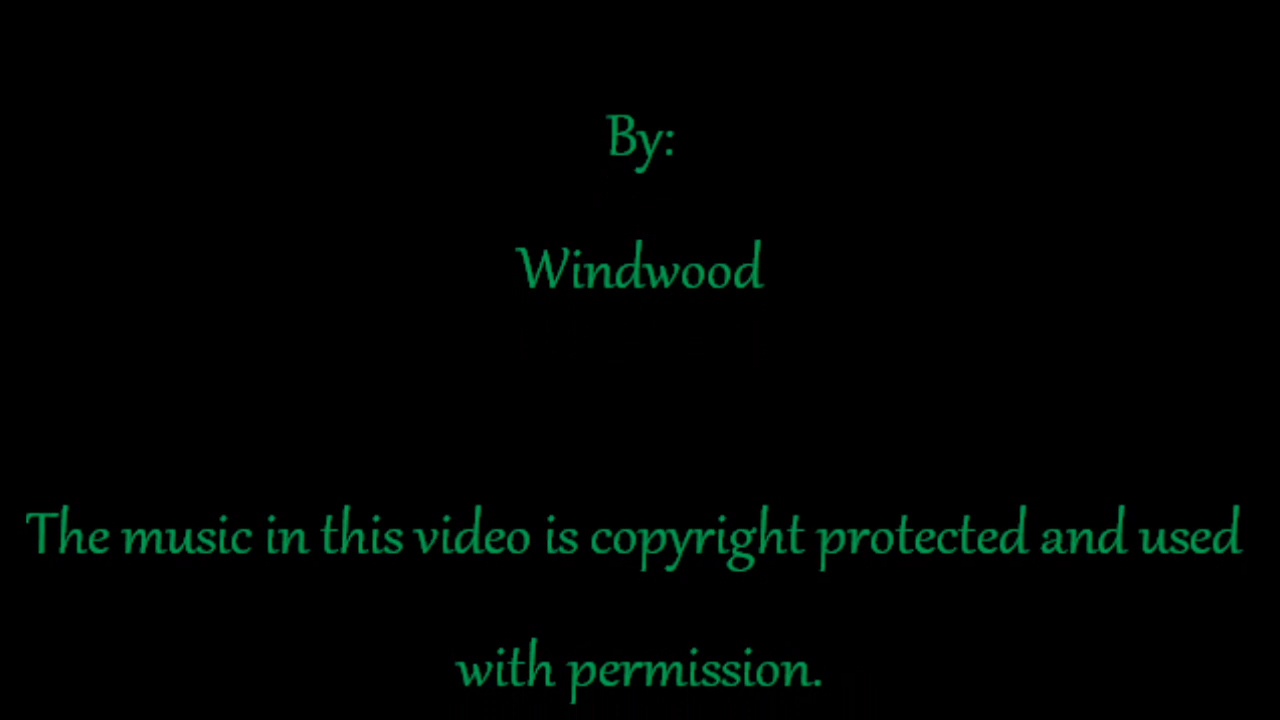 By:
Windwood
The music in this video is copyright protected and used
with permission.